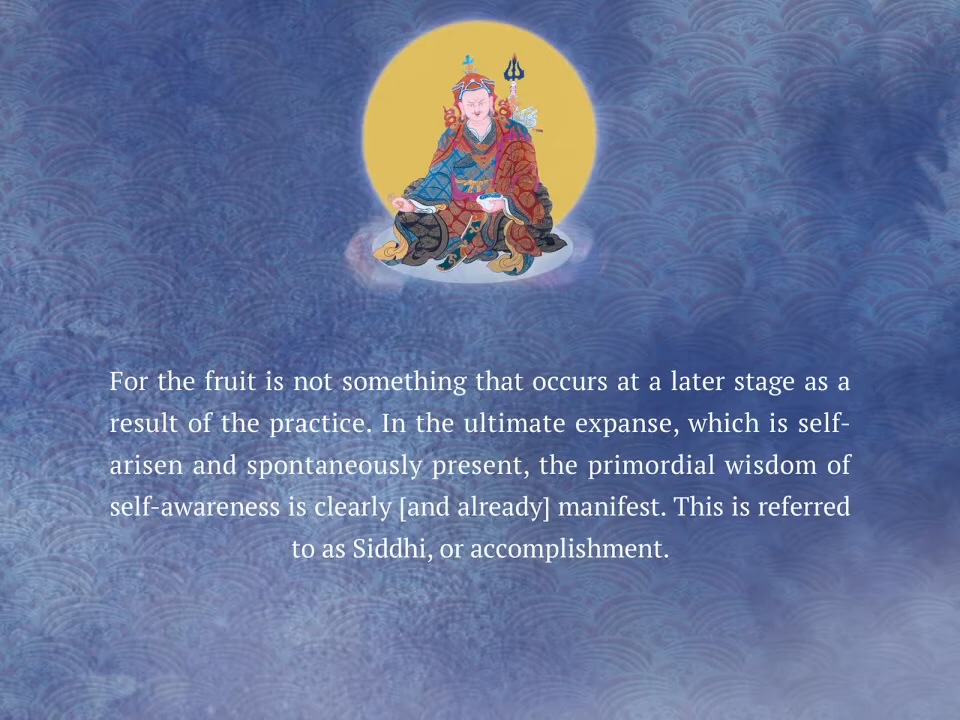 For the fruit is not something that occurs at a later stage as a
result of the practice. In the ultimate expanse, which is self-
arisen and spontaneously present, the primordial wisdom of
self-awareness is clearly [and already] manifest. This is referred
to as Siddhi, or accomplishment.